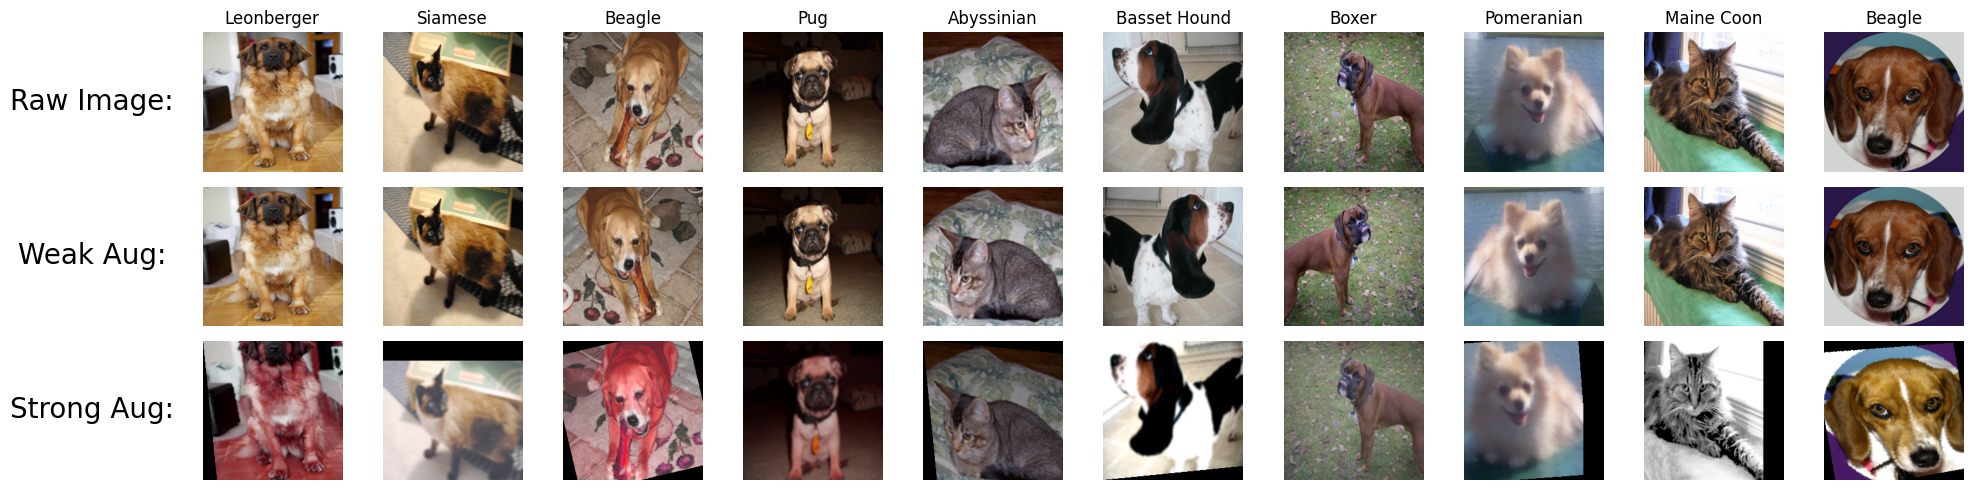 Leonberger
Siamese
Beagle
Pug
Abyssinian
Basset Hound
Boxer
Pomeranian
Maine Coon
Beagle
Raw Image:
Weak Aug:
Strong Aug: